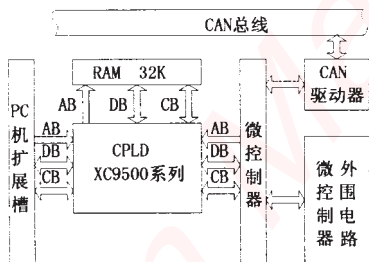 CAN总线
RAM 32K
CAN
驱动器
AB DB CB
PC机扩展槽
AB
DB
CB
CPLD
XC9500系列
AB
DB
CB
微控制器
微控制器
外围电路